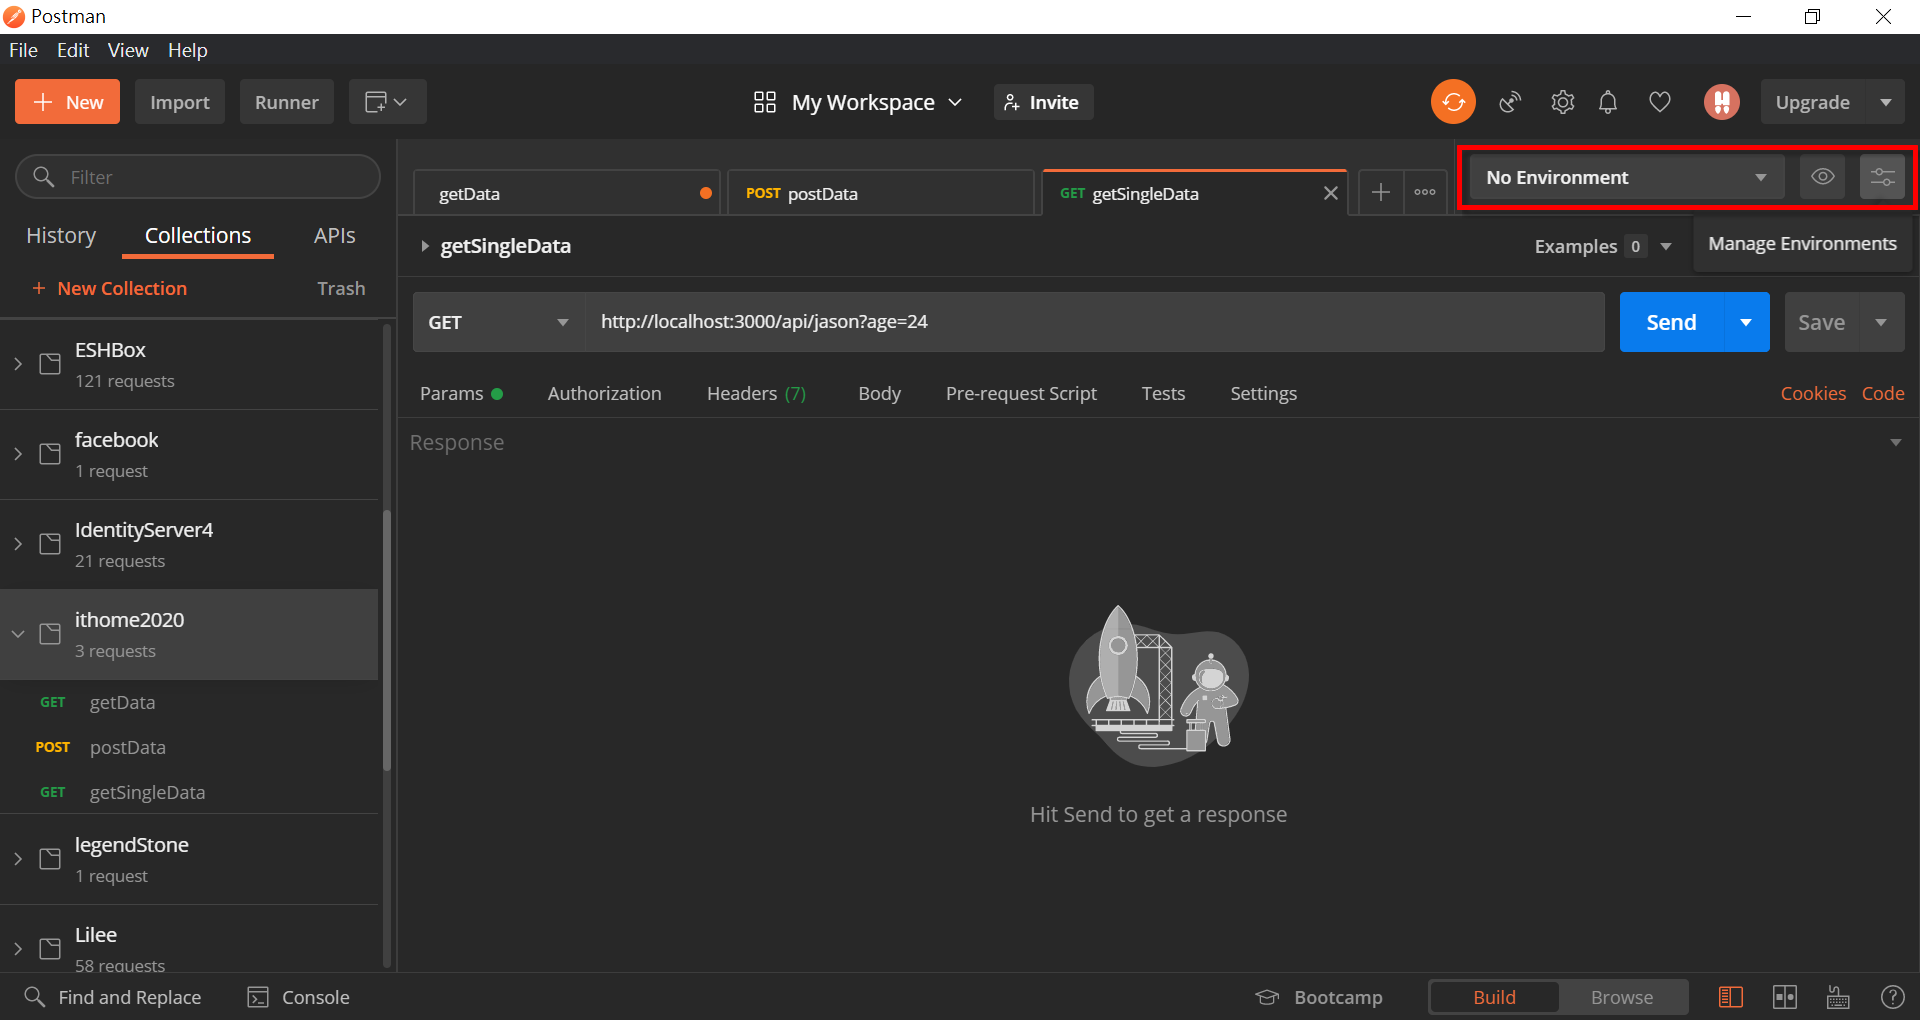 Postman
File Edit View Help
New Import Runner My Workspace Invite Upgrade
Filter
History Collections APIs
New Collection Trash
ESHBox
121 requests
facebook
1 request
IdentityServer4
21 requests
ithome2020
3 requests
GET getData
POST postData
GET getSingleData
legendStone
1 request
Lilee
58 requests
getData POST postData GET getSingleData No Environment
getSingleData Examples 0 Manage Environments
GET http://localhost:3000/api/jason?age=24 Send Save
Params Authorization Headers (7) Body Pre-request Script Tests Settings Cookies Code
Response
Hit Send to get a response
Find and Replace Console Bootcamp Build Browse